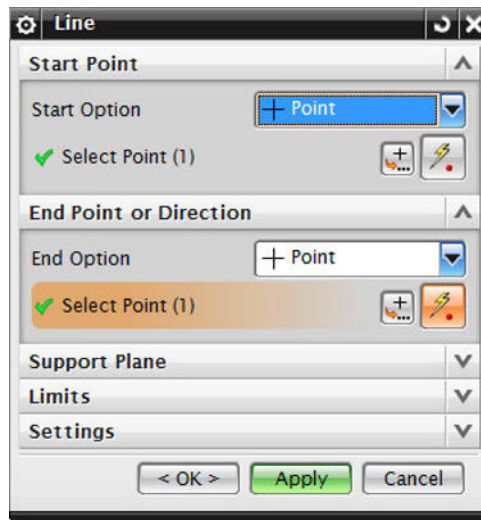 Line
Start Point
Start Option
Point
Select Point (1)
End Point or Direction
End Option
Point
Select Point (1)
Support Plane
Limits
Settings
< OK > Apply Cancel